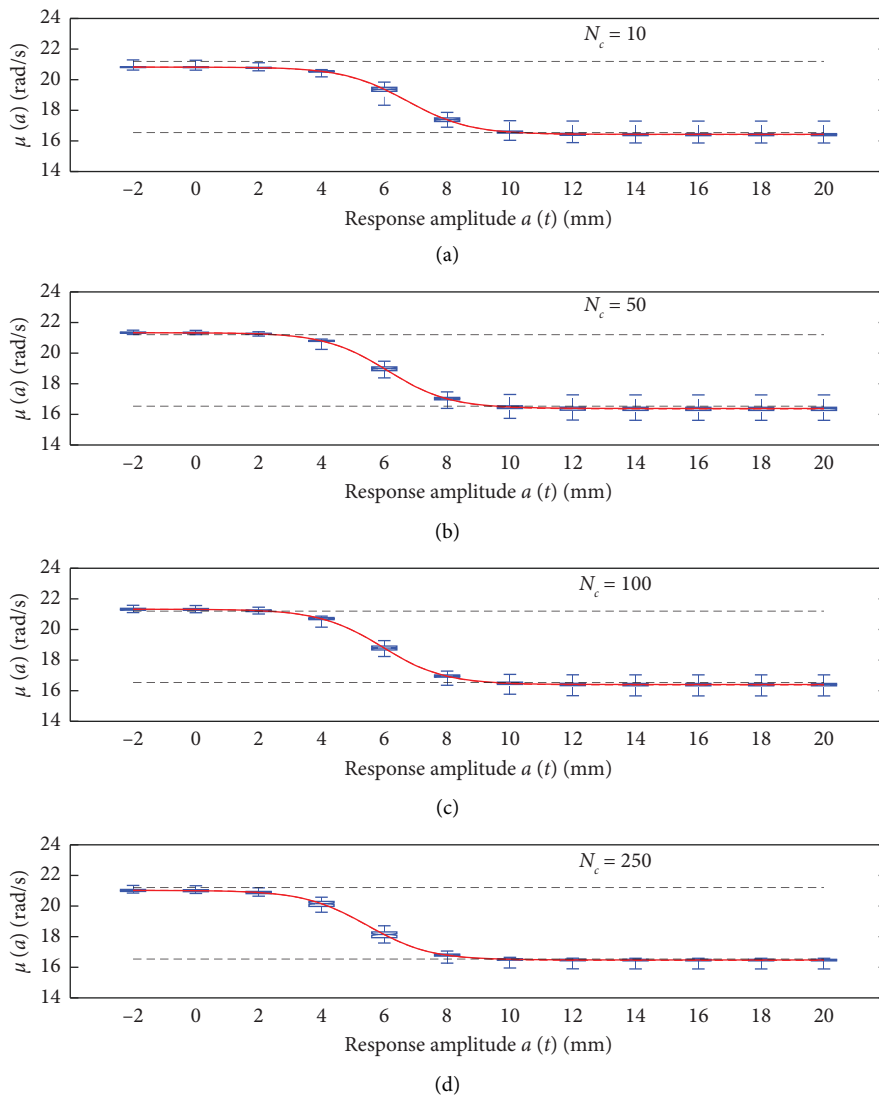 24
22
20
18
16
14
μ (a) (rad/s)
N_c = 10
−2 0 2 4 6 8 10 12 14 16 18 20
Response amplitude a (t) (mm)
(a)
24
22
20
18
16
14
μ (a) (rad/s)
N_c = 50
−2 0 2 4 6 8 10 12 14 16 18 20
Response amplitude a (t) (mm)
(b)
24
22
20
18
16
14
μ (a) (rad/s)
N_c = 100
−2 0 2 4 6 8 10 12 14 16 18 20
Response amplitude a (t) (mm)
(c)
24
22
20
18
16
14
μ (a) (rad/s)
N_c = 250
−2 0 2 4 6 8 10 12 14 16 18 20
Response amplitude a (t) (mm)
(d)